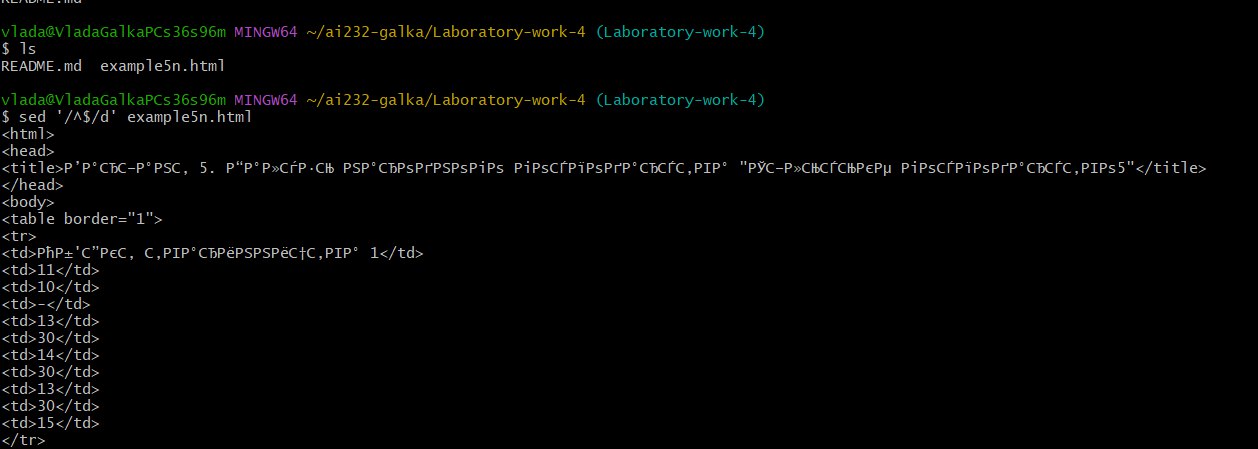 README.md
vlada@VladaGalkaPCs36s96m MINGW64 ~/ai232-galka/Laboratory-work-4 (Laboratory-work-4)
$ ls
README.md  example5n.html
vlada@VladaGalkaPCs36s96m MINGW64 ~/ai232-galka/Laboratory-work-4 (Laboratory-work-4)
$ sed '/^$/d' example5n.html
<html>
<head>
<title>Р’Р°СЂС–Р°РЅС‚ 5. Р“Р°Р»СѓР·СЊ РЅР°СЂРѕРґРЅРѕРіРѕ РіРѕСЃРїРѕРґР°СЂСЃС‚РІР° "РЎС–Р»СЊСЃСЊРєРµ РіРѕСЃРїРѕРґР°СЂСЃС‚РІРѕ5"</title>
</head>
<body>
<table border="1">
<tr>
<td>РћР±'С”РєС‚ С‚РІР°СЂРёРЅРЅРёС†С‚РІР° 1</td>
<td>11</td>
<td>10</td>
<td>-</td>
<td>13</td>
<td>30</td>
<td>14</td>
<td>30</td>
<td>13</td>
<td>30</td>
<td>15</td>
</tr>